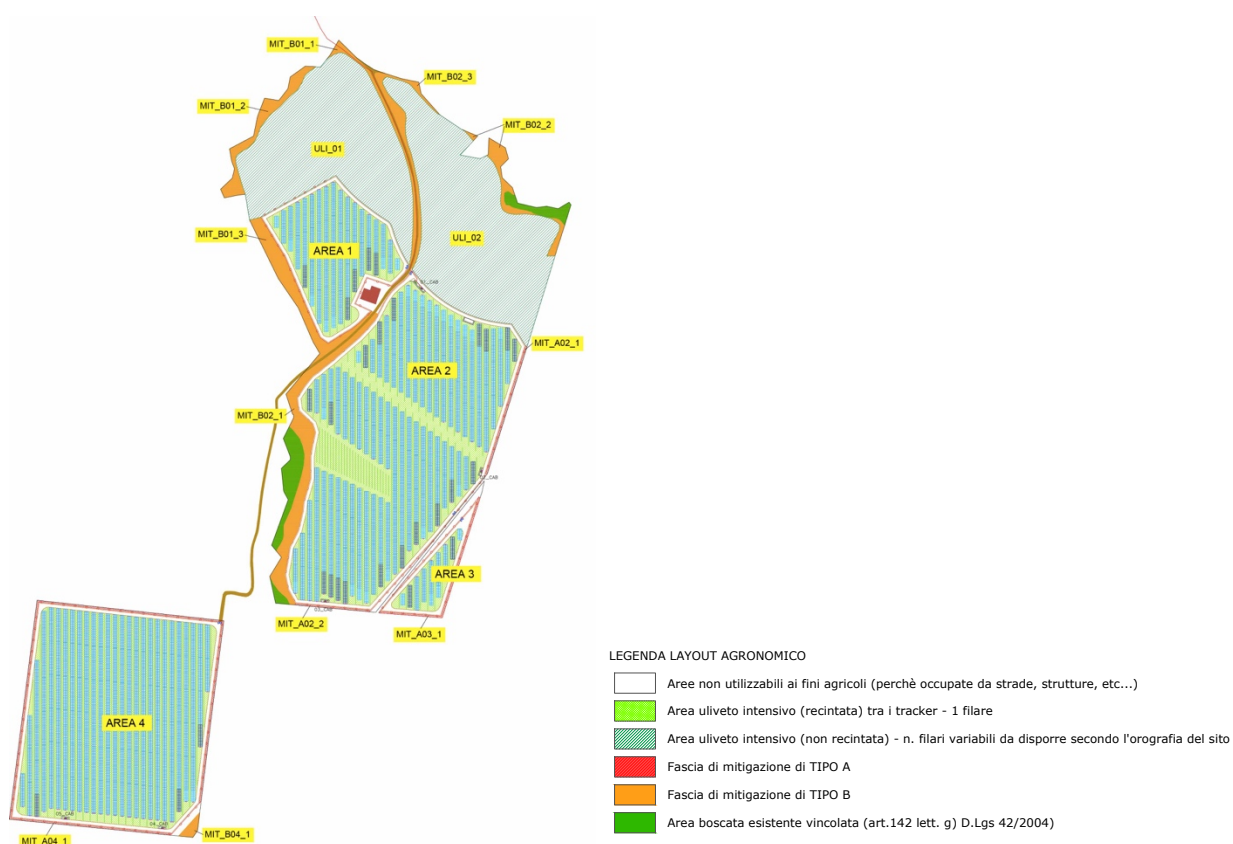 MIT_B01_1
MIT_B02_3
MIT_B01_2
MIT_B02_2
ULI_01
MIT_B01_3
ULI_02
AREA 1
MIT_A02_1
AREA 2
MIT_B02_1
AREA 3
MIT_A02_2
MIT_A03_1
AREA 4
MIT_B04_1
MIT_A04_1
LEGENDA LAYOUT AGRONOMICO
Aree non utilizzabili ai fini agricoli (perchè occupate da strade, strutture, etc...)
Area uliveto intensivo (recintata) tra i tracker - 1 filare
Area uliveto intensivo (non recintata) - n. filari variabili da disporre secondo l'orografia del sito
Fascia di mitigazione di TIPO A
Fascia di mitigazione di TIPO B
Area boscata esistente vincolata (art.142 lett. g) D.Lgs 42/2004)